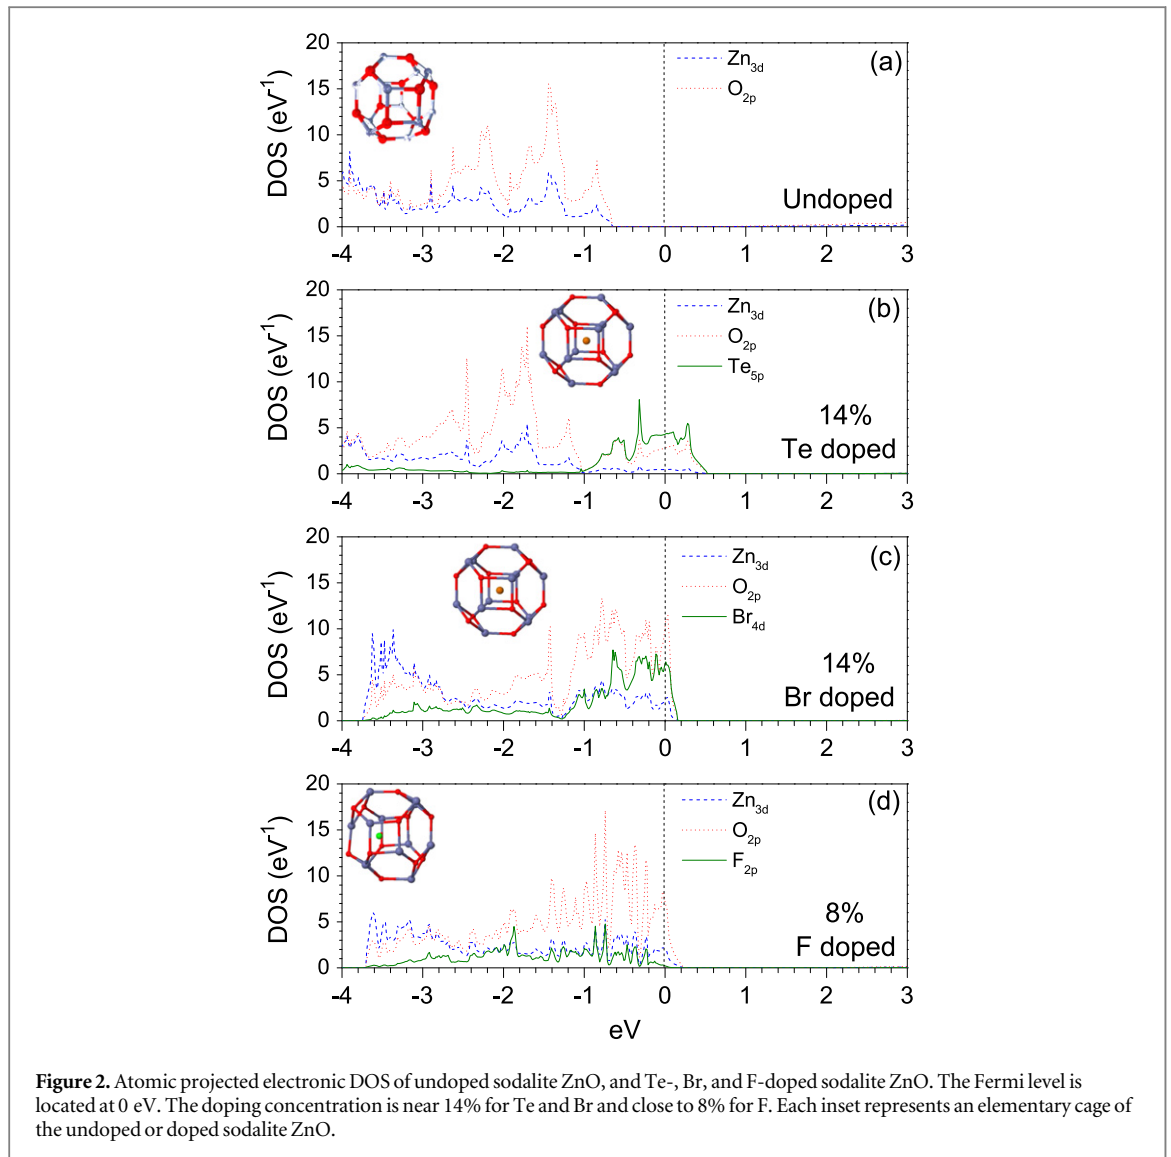 20
15
10
5
0
DOS (eV⁻¹)
Zn3d
O2p
(a)
Undoped
-4 -3 -2 -1 0 1 2 3
20
15
10
5
0
DOS (eV⁻¹)
Zn3d
O2p
Te5p
(b)
14%
Te doped
-4 -3 -2 -1 0 1 2 3
20
15
10
5
0
DOS (eV⁻¹)
Zn3d
O2p
Br4d
(c)
14%
Br doped
-4 -3 -2 -1 0 1 2 3
20
15
10
5
0
DOS (eV⁻¹)
Zn3d
O2p
F2p
(d)
8%
F doped
-4 -3 -2 -1 0 1 2 3
eV
Figure 2. Atomic projected electronic DOS of undoped sodalite ZnO, and Te-, Br, and F-doped sodalite ZnO. The Fermi level is
located at 0 eV. The doping concentration is near 14% for Te and Br and close to 8% for F. Each inset represents an elementary cage of
the undoped or doped sodalite ZnO.